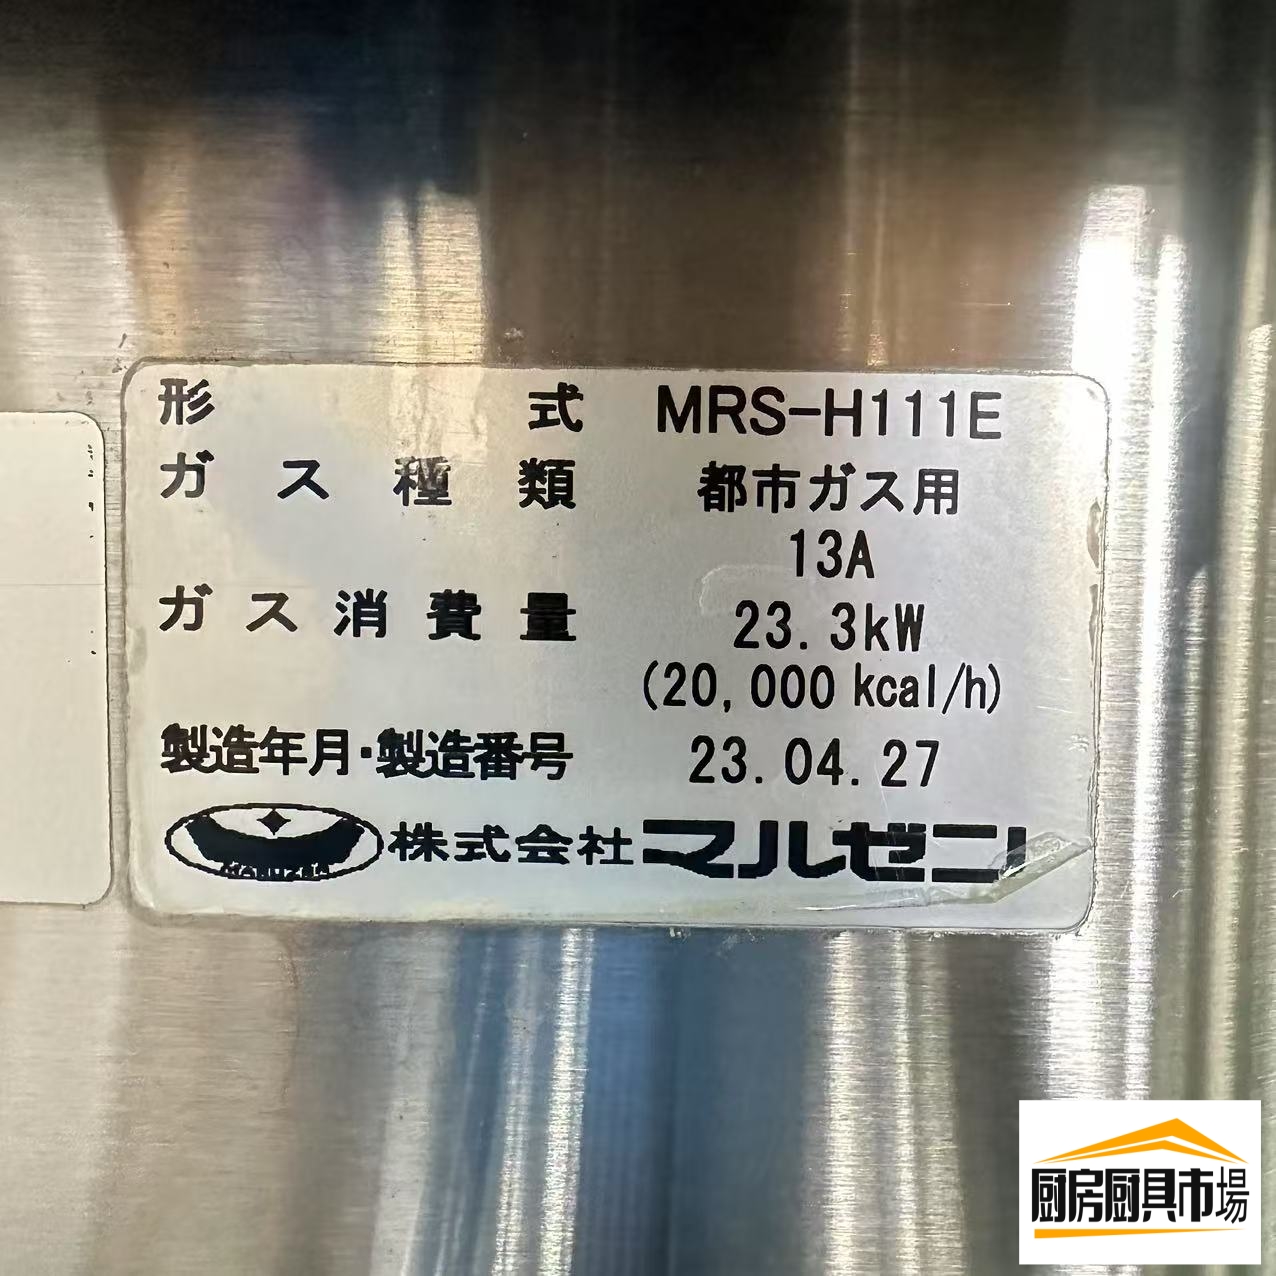 形式 MRS-H111E
ガス種類 都市ガス用
13A
ガス消費量 23.3kW
(20,000 kcal/h)
製造年月・製造番号 23.04.27
MARUZEN 株式会社マルゼン
厨房厨具市場